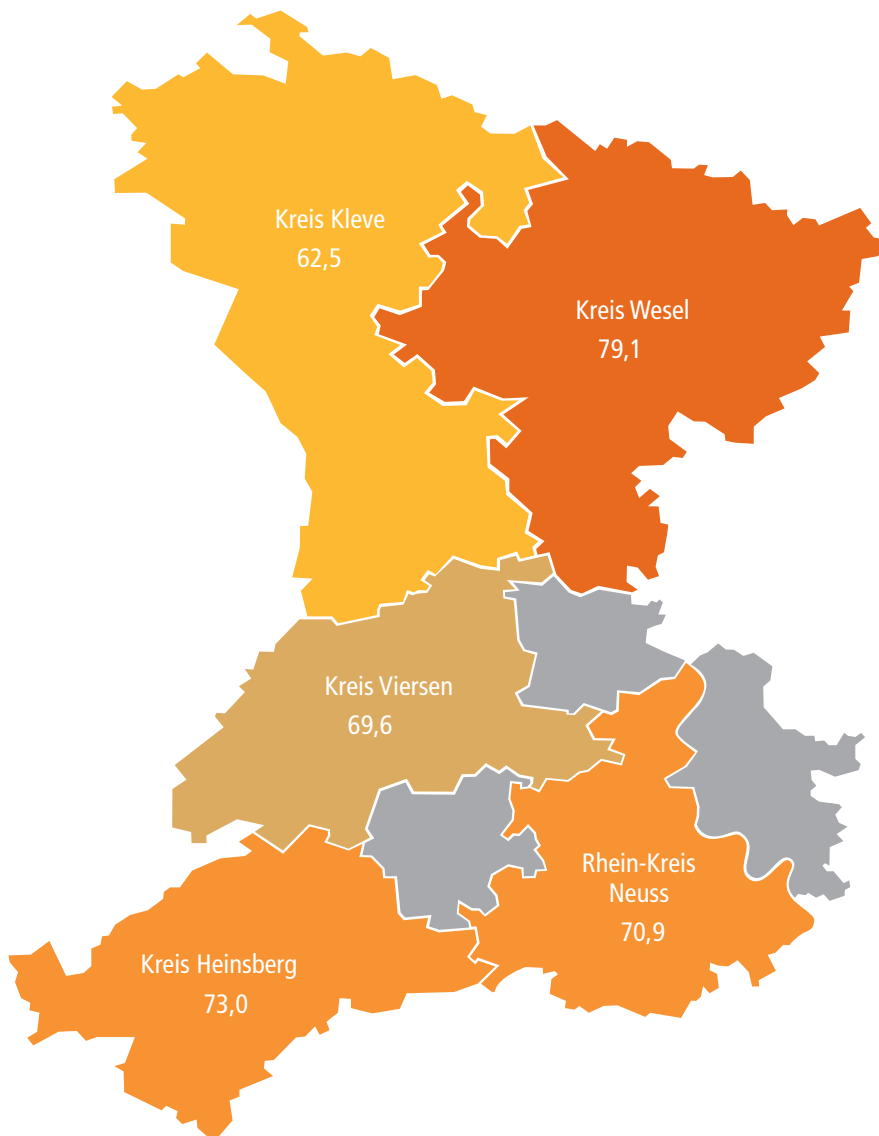 Kreis Kleve
62,5
Kreis Wesel
79,1
Kreis Viersen
69,6
Rhein-Kreis
Neuss
70,9
Kreis Heinsberg
73,0